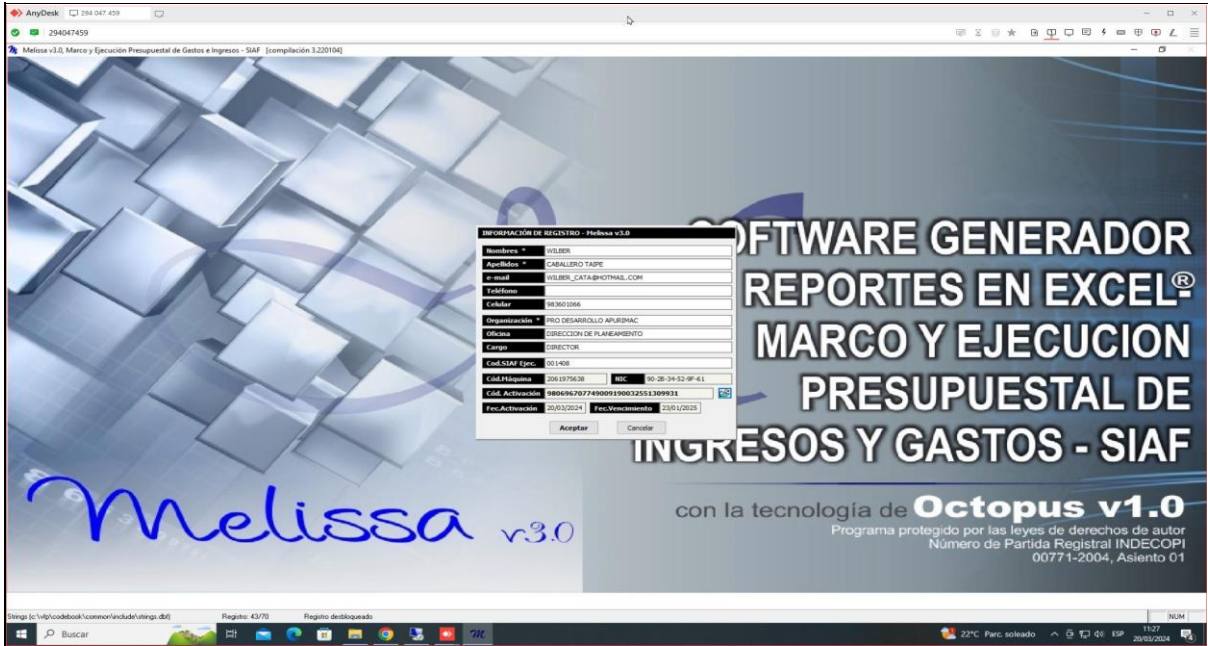 AnyDesk 294 047 459
294047459
Melissa v3.0, Marco y Ejecución Presupuestal de Gastos e Ingresos - SIAF [compilación 3.220104]
INFORMACIÓN DE REGISTRO - Melissa v3.0
Nombres * WILBER
Apellidos * CABALLERO TAIPE
e-mail WILBER_CATA@HOTMAIL.COM
Teléfono
Celular 983601066
Organización * PRO DESARROLLO APURIMAC
Oficina DIRECCION DE PLANEAMIENTO
Cargo DIRECTOR
Cod.SIAF Ejec. 001408
Cód.Máquina 2061975638 NIC 90-2B-34-52-9F-61
Cód. Activación 980696707749009190032551309931
Fec.Activación 20/03/2024 Fec.Vencimiento 23/01/2025
Aceptar Cancelar
FTWARE GENERADOR
REPORTES EN EXCEL®
MARCO Y EJECUCION
PRESUPUESTAL DE
INGRESOS Y GASTOS - SIAF
Melissa v3.0
con la tecnología de Octopus v1.0
Programa protegido por las leyes de derechos de autor
Número de Partida Registral INDECOPI
00771-2004, Asiento 01
Strings (c:\vfp\codebook\common\include\strings.dbf) Registro: 43/70 Registro desbloqueado NUM
Buscar 22°C Parc. soleado ESP 11:27
20/03/2024